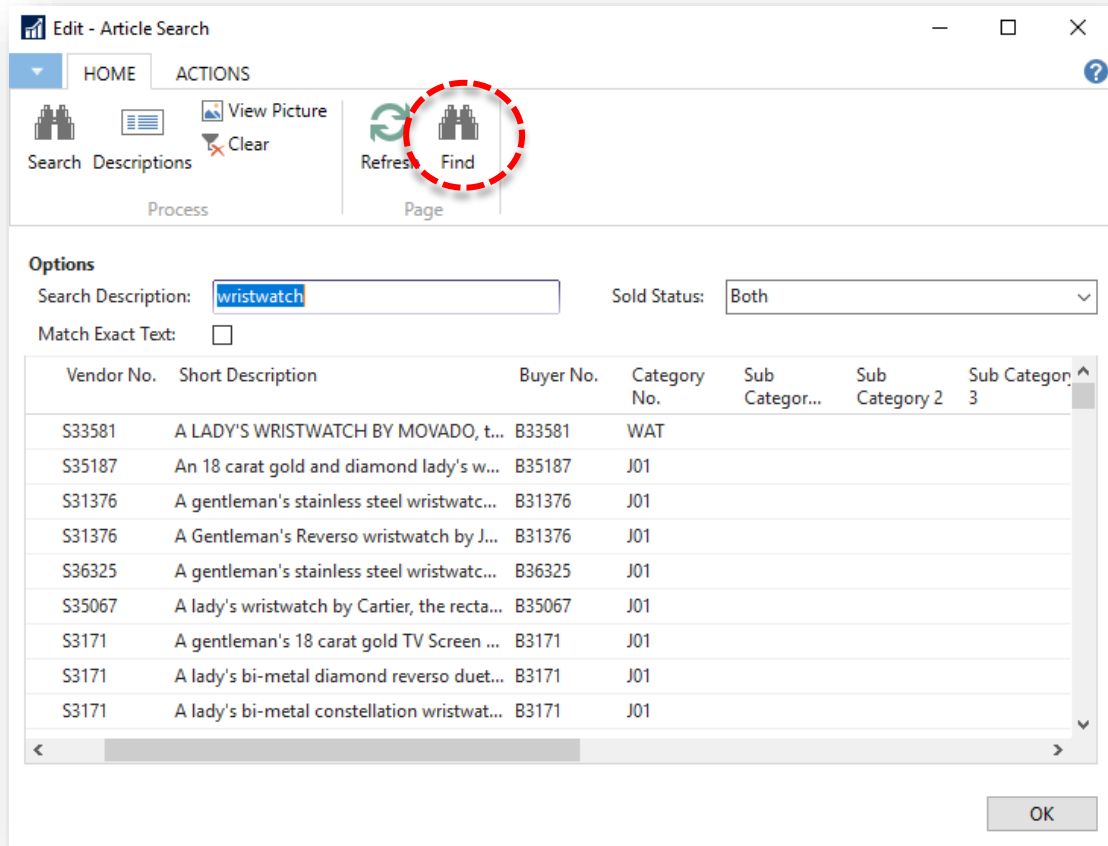 Edit - Article Search
HOME ACTIONS
View Picture
Clear
Search Descriptions Refresh Find
Process Page
Options
Search Description: wristwatch Sold Status: Both
Match Exact Text:
Vendor No. Short Description Buyer No. Category No. Sub Categor... Sub Category 2 Sub Category 3
S33581 A LADY'S WRISTWATCH BY MOVADO, t... B33581 WAT
S35187 An 18 carat gold and diamond lady's w... B35187 J01
S31376 A gentleman's stainless steel wristwatc... B31376 J01
S31376 A Gentleman's Reverso wristwatch by J... B31376 J01
S36325 A gentleman's stainless steel wristwatc... B36325 J01
S35067 A lady's wristwatch by Cartier, the recta... B35067 J01
S3171 A gentleman's 18 carat gold TV Screen ... B3171 J01
S3171 A lady's bi-metal diamond reverso duet... B3171 J01
S3171 A lady's bi-metal constellation wristwat... B3171 J01
OK